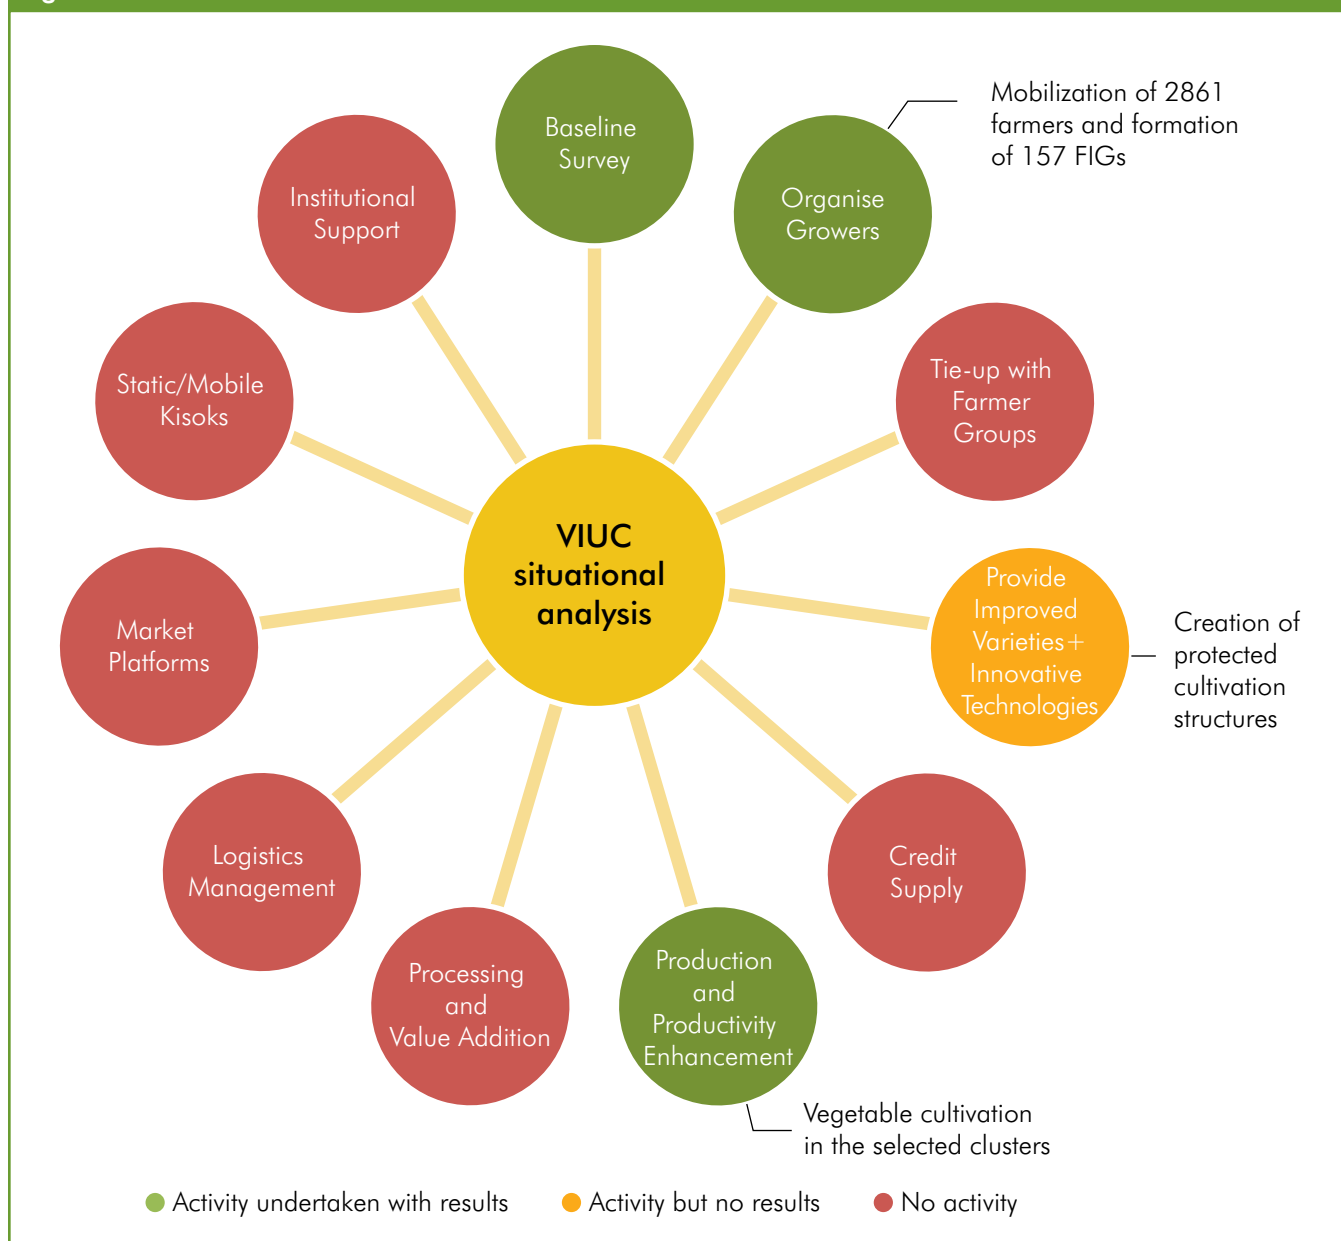 Baseline
Survey
Organise
Growers
Mobilization of 2861
farmers and formation
of 157 FIGs
Tie-up with
Farmer
Groups
Provide
Improved
Varieties+
Innovative
Technologies
Creation of
protected
cultivation
structures
Credit
Supply
Production
and
Productivity
Enhancement
Vegetable cultivation
in the selected clusters
Processing
and
Value Addition
Logistics
Management
Market
Platforms
Static/Mobile
Kisoks
Institutional
Support
VIUC
situational
analysis
Activity undertaken with results
Activity but no results
No activity